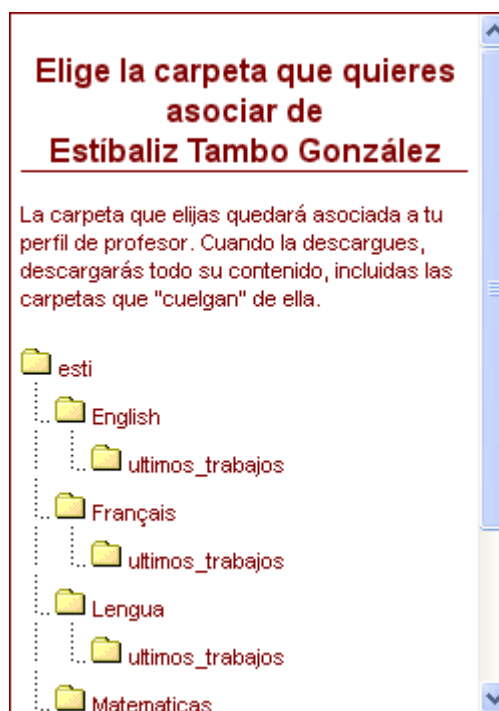 Elige la carpeta que quieres
asociar de
Estíbaliz Tambo González
La carpeta que elijas quedará asociada a tu
perfil de profesor. Cuando la descargues,
descargarás todo su contenido, incluidas las
carpetas que "cuelgan" de ella.
esti
English
ultimos_trabajos
Français
ultimos_trabajos
Lengua
ultimos_trabajos
Matematicas